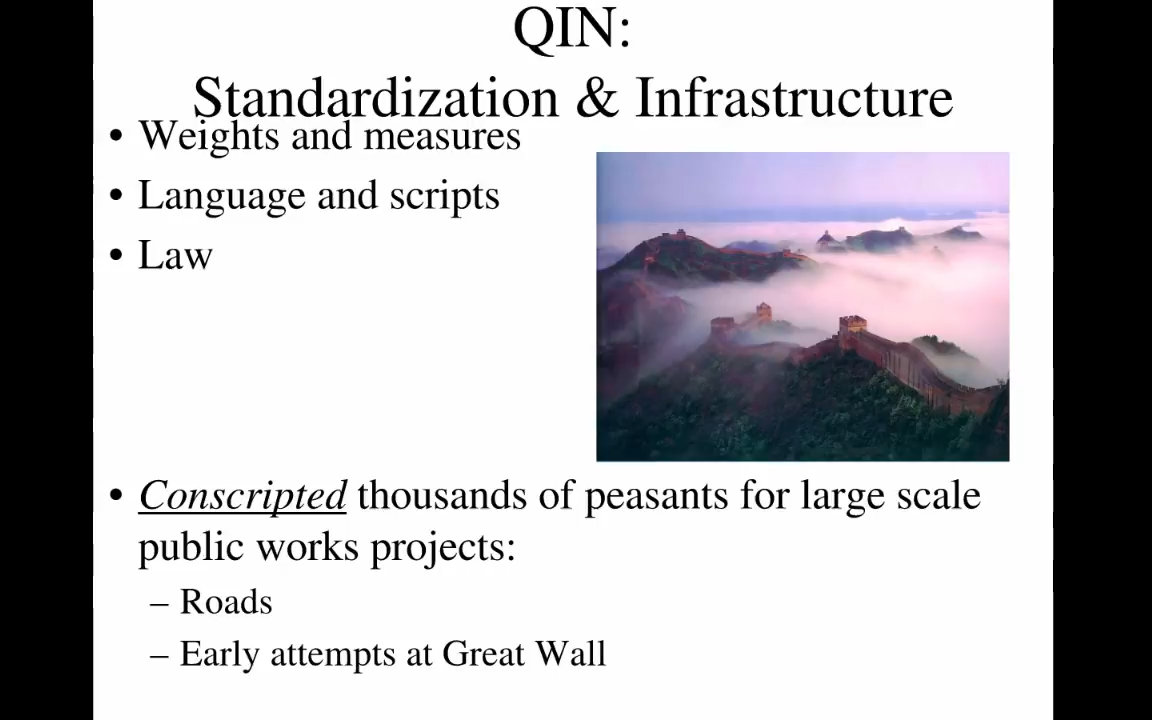 QIN:
Standardization & Infrastructure
• Weights and measures
• Language and scripts
• Law
• Conscripted thousands of peasants for large scale
public works projects:
– Roads
– Early attempts at Great Wall